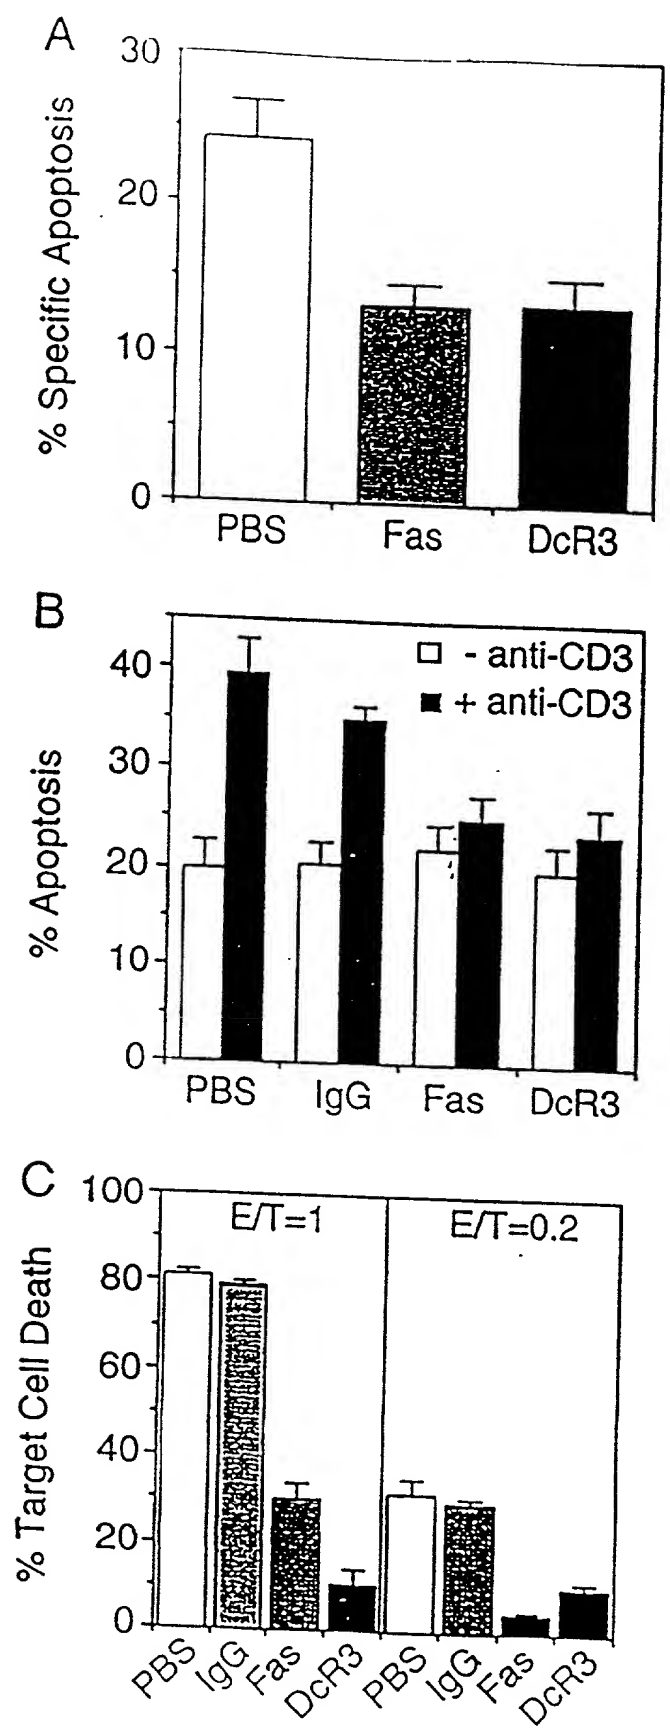 A
30
20
10
0
% Specific Apoptosis
PBS Fas DcR3
B
40
30
20
10
0
% Apoptosis
- anti-CD3
+ anti-CD3
PBS IgG Fas DcR3
C
100
80
60
40
20
0
% Target Cell Death
E/T=1 E/T=0.2
PBS IgG Fas DcR3 PBS IgG Fas DcR3